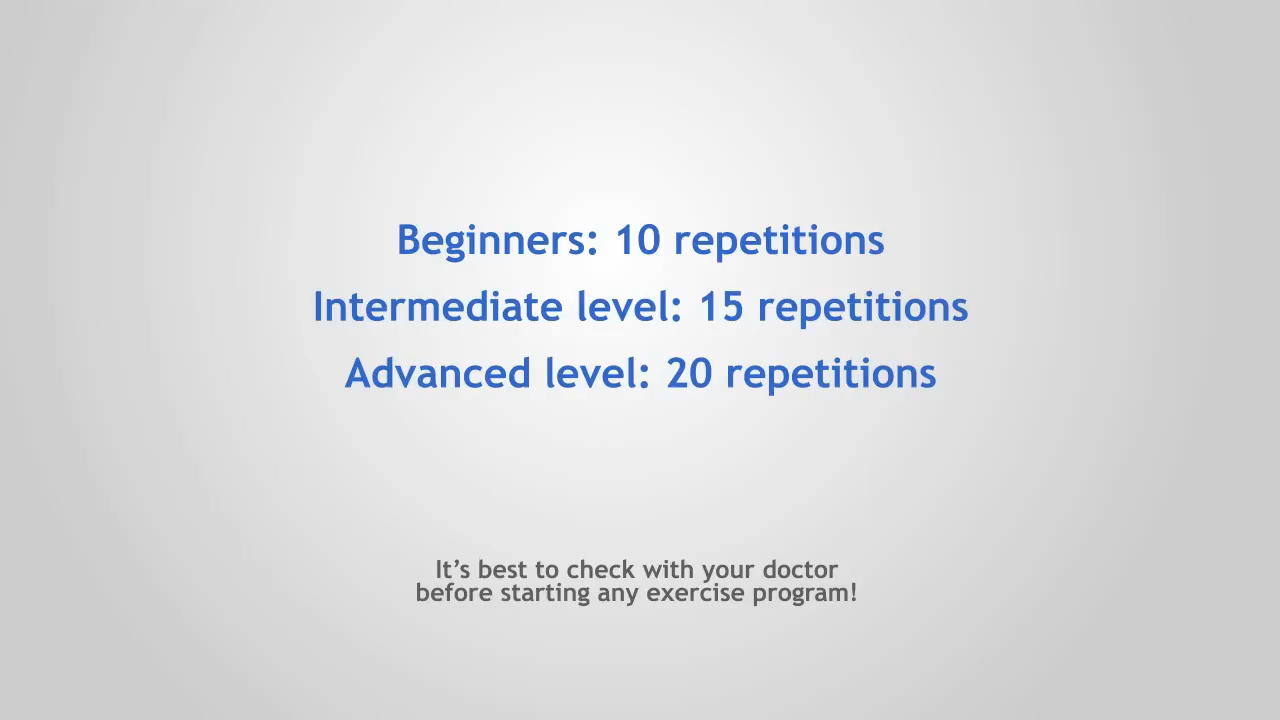 Beginners: 10 repetitions
Intermediate level: 15 repetitions
Advanced level: 20 repetitions
It’s best to check with your doctor
before starting any exercise program!